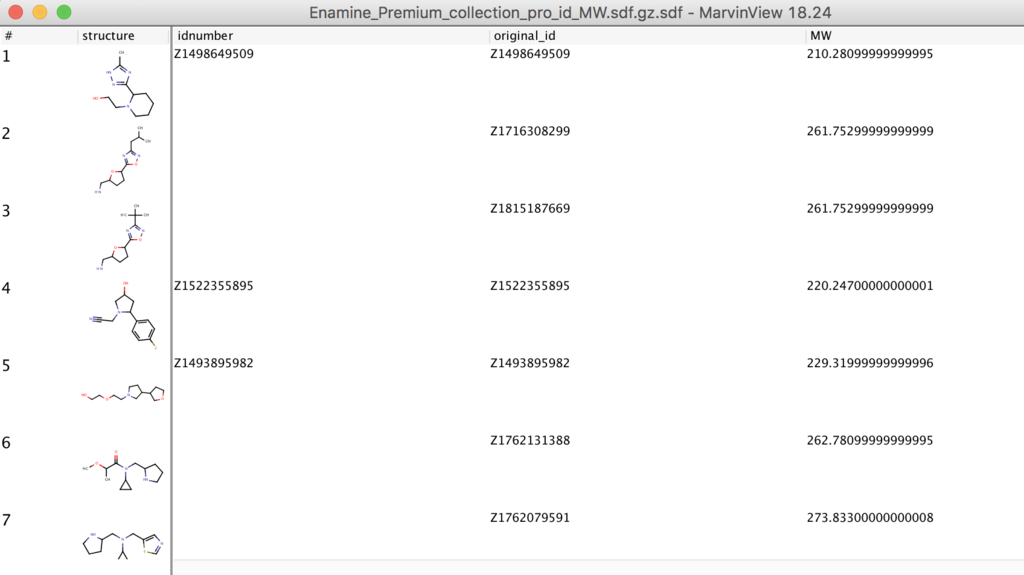 Enamine_Premium_collection_pro_id_MW.sdf.gz.sdf - MarvinView 18.24
# structure idnumber original_id MW
1 Z1498649509 Z1498649509 210.28099999999995
2 Z1716308299 261.75299999999999
3 Z1815187669 261.75299999999999
4 Z1522355895 Z1522355895 220.24700000000001
5 Z1493895982 Z1493895982 229.31999999999996
6 Z1762131388 262.78099999999995
7 Z1762079591 273.83300000000008